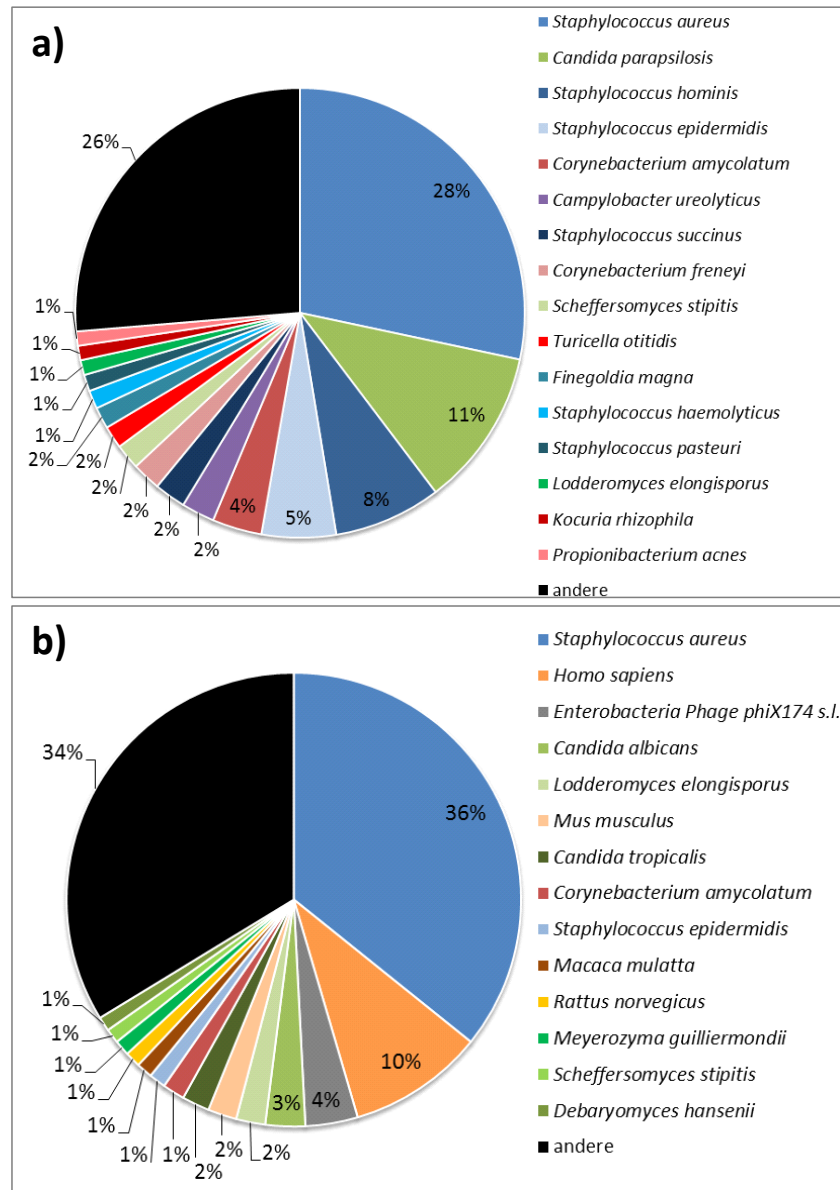 a)
28%
11%
8%
5%
4%
2%
2%
2%
2%
2%
2%
1%
1%
1%
1%
26%
Staphylococcus aureus
Candida parapsilosis
Staphylococcus hominis
Staphylococcus epidermidis
Corynebacterium amycolatum
Campylobacter ureolyticus
Staphylococcus succinus
Corynebacterium freneyi
Scheffersomyces stipitis
Turicella otitidis
Finegoldia magna
Staphylococcus haemolyticus
Staphylococcus pasteuri
Lodderomyces elongisporus
Kocuria rhizophila
Propionibacterium acnes
andere
b)
36%
10%
4%
3%
2%
2%
2%
1%
1%
1%
1%
1%
1%
1%
34%
Staphylococcus aureus
Homo sapiens
Enterobacteria Phage phiX174 s.l.
Candida albicans
Lodderomyces elongisporus
Mus musculus
Candida tropicalis
Corynebacterium amycolatum
Staphylococcus epidermidis
Macaca mulatta
Rattus norvegicus
Meyerozyma guilliermondii
Scheffersomyces stipitis
Debaryomyces hansenii
andere